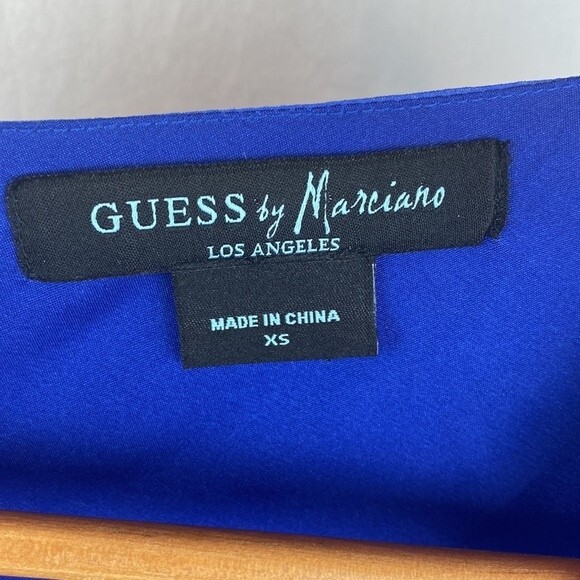 GUESS by Marciano
LOS ANGELES
MADE IN CHINA
XS